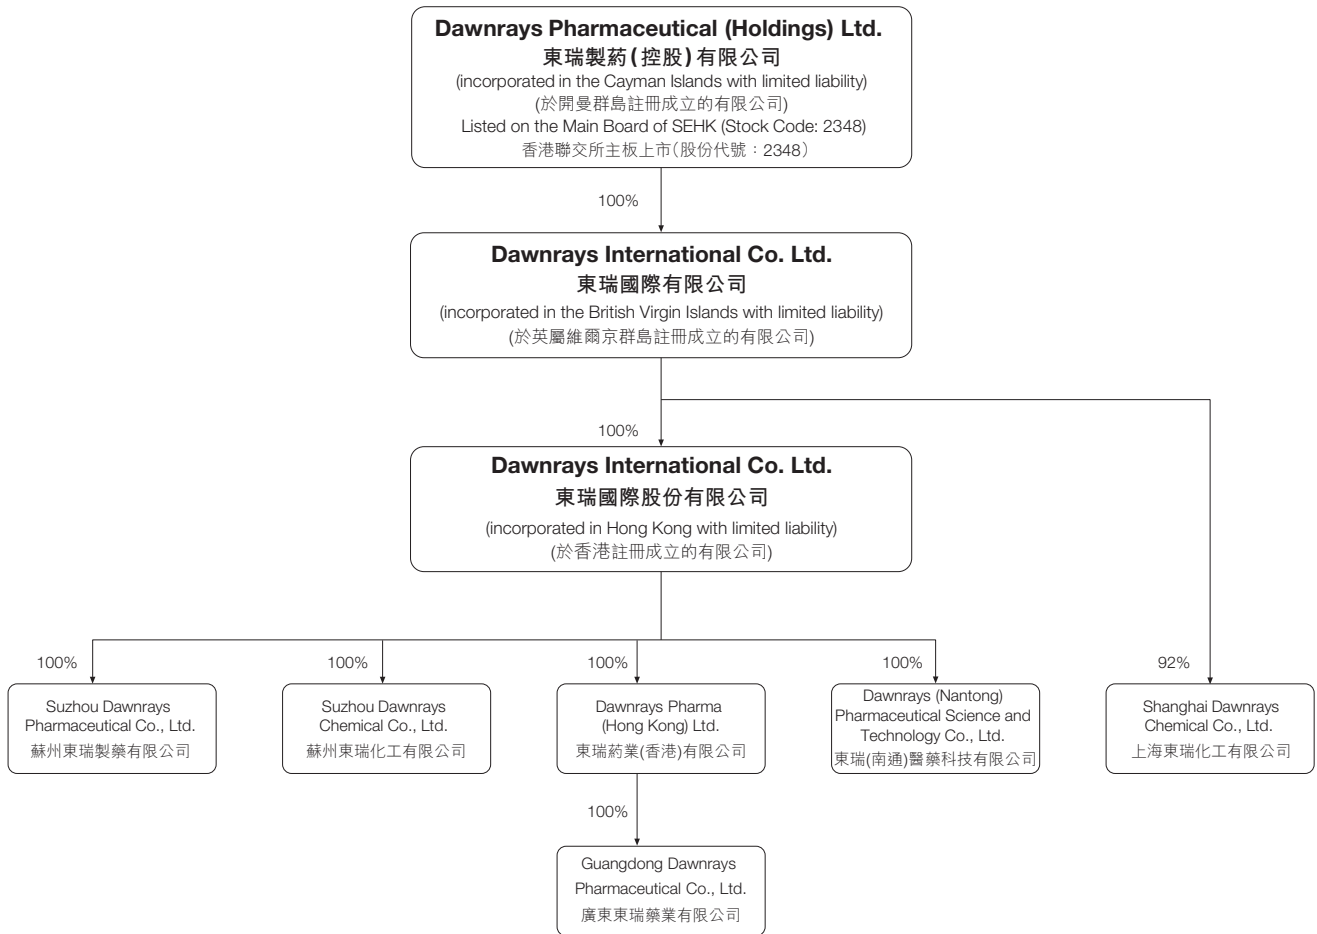 Dawnrays Pharmaceutical (Holdings) Ltd.
東瑞製葯(控股)有限公司
(incorporated in the Cayman Islands with limited liability)
(於開曼群島註冊成立的有限公司)
Listed on the Main Board of SEHK (Stock Code: 2348)
香港聯交所主板上市(股份代號：2348)
100%
Dawnrays International Co. Ltd.
東瑞國際有限公司
(incorporated in the British Virgin Islands with limited liability)
(於英屬維爾京群島註冊成立的有限公司)
100%
Dawnrays International Co. Ltd.
東瑞國際股份有限公司
(incorporated in Hong Kong with limited liability)
(於香港註冊成立的有限公司)
100%
Suzhou Dawnrays
Pharmaceutical Co., Ltd.
蘇州東瑞製藥有限公司
100%
Suzhou Dawnrays
Chemical Co., Ltd.
蘇州東瑞化工有限公司
100%
Dawnrays Pharma
(Hong Kong) Ltd.
東瑞葯業(香港)有限公司
100%
Dawnrays (Nantong)
Pharmaceutical Science and
Technology Co., Ltd.
東瑞(南通)醫藥科技有限公司
92%
Shanghai Dawnrays
Chemical Co., Ltd.
上海東瑞化工有限公司
100%
Guangdong Dawnrays
Pharmaceutical Co., Ltd.
廣東東瑞藥業有限公司